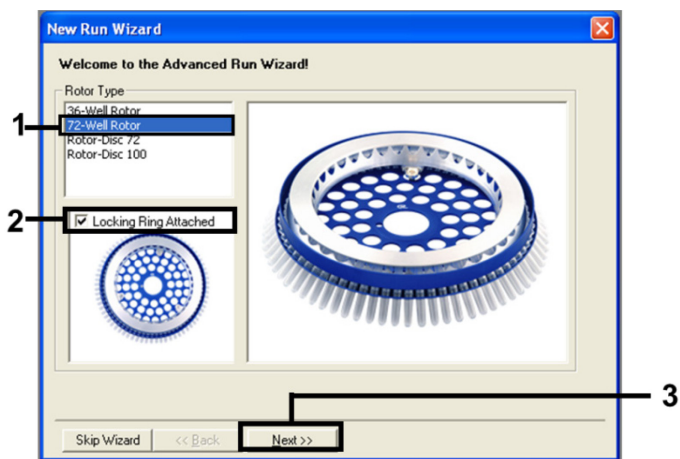 New Run Wizard
Welcome to the Advanced Run Wizard!
Rotor Type
36-Well Rotor
1
72-Well Rotor
Rotor-Disc 72
Rotor-Disc 100
2
Locking Ring Attached
3
Skip Wizard
<< Back
Next >>